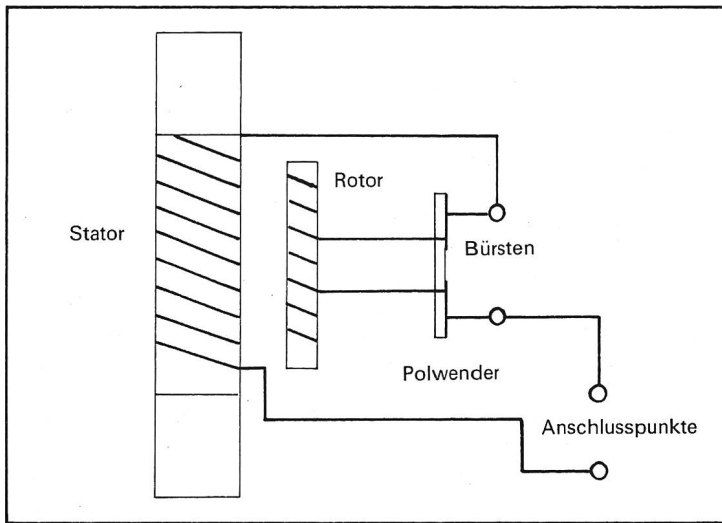 Rotor
Stator
Bürsten
Polwender
Anschlusspunkte